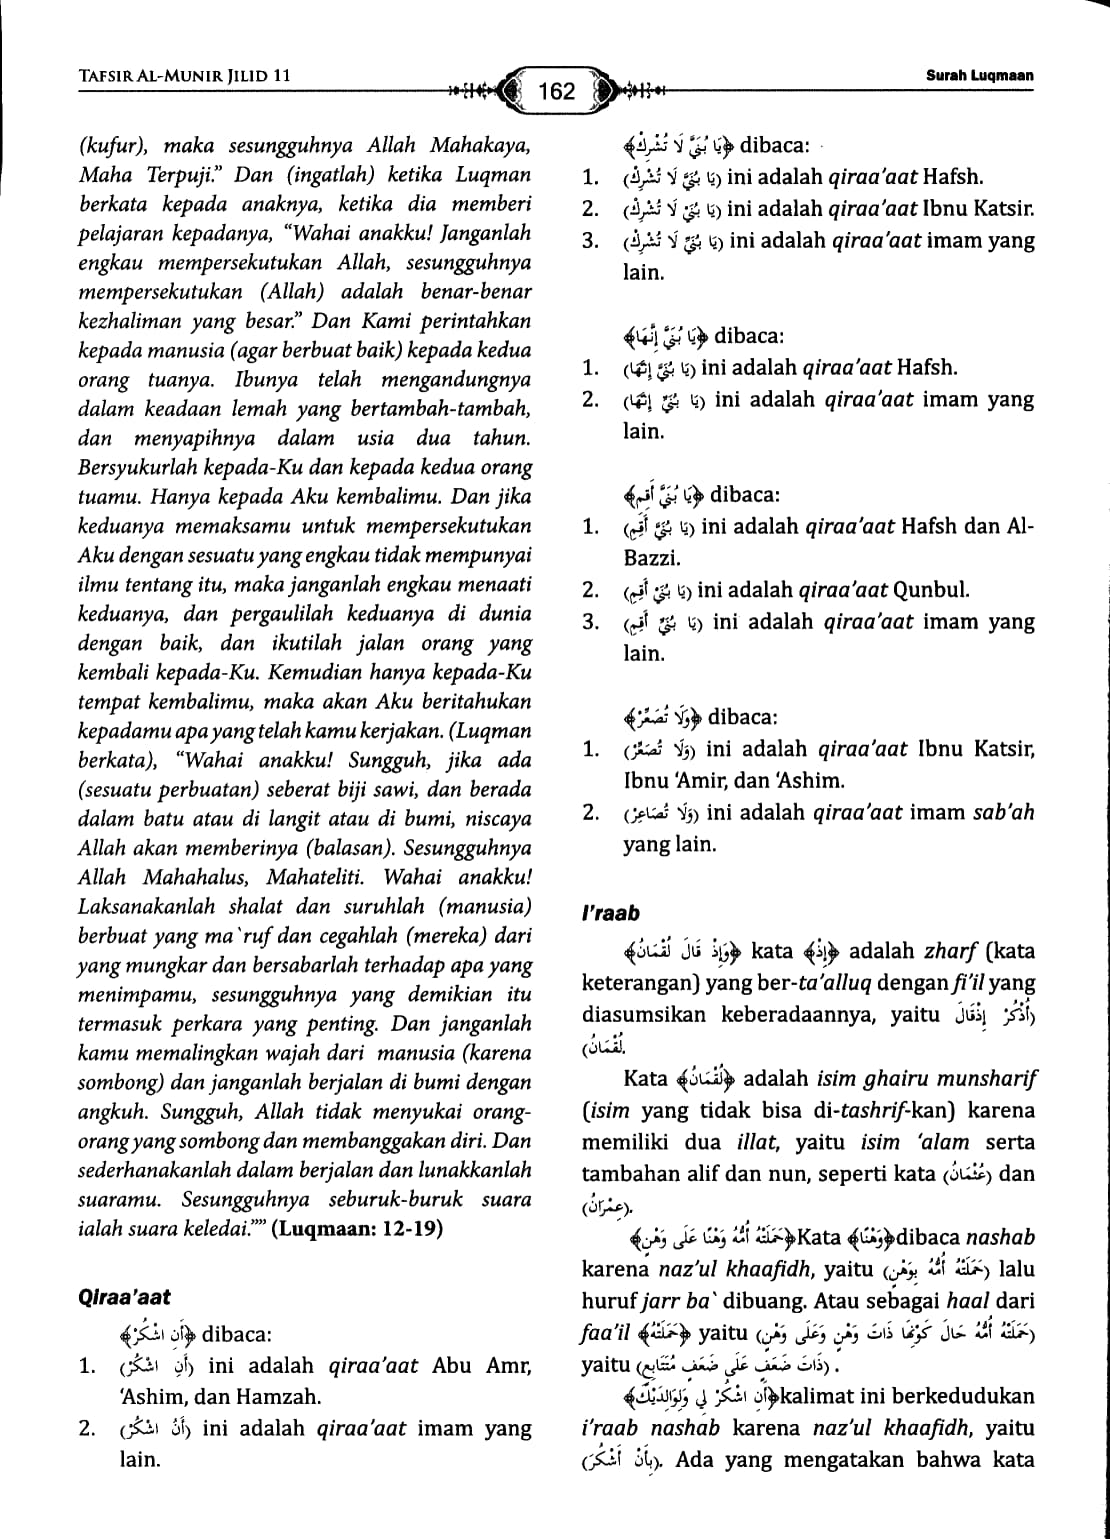 TAFSIR AL-MUNIR JILID 11
162
Surah Luqmaan
(kufur), maka sesungguhnya Allah Mahakaya,
Maha Terpuji.” Dan (ingatlah) ketika Luqman
berkata kepada anaknya, ketika dia memberi
pelajaran kepadanya, “Wahai anakku! Janganlah
engkau mempersekutukan Allah, sesungguhnya
mempersekutukan (Allah) adalah benar-benar
kezhaliman yang besar.” Dan Kami perintahkan
kepada manusia (agar berbuat baik) kepada kedua
orang tuanya. Ibunya telah mengandungnya
dalam keadaan lemah yang bertambah-tambah,
dan menyapihnya dalam usia dua tahun.
Bersyukurlah kepada-Ku dan kepada kedua orang
tuamu. Hanya kepada Aku kembalimu. Dan jika
keduanya memaksamu untuk mempersekutukan
Aku dengan sesuatu yang engkau tidak mempunyai
ilmu tentang itu, maka janganlah engkau menaati
keduanya, dan pergaulilah keduanya di dunia
dengan baik, dan ikutilah jalan orang yang
kembali kepada-Ku. Kemudian hanya kepada-Ku
tempat kembalimu, maka akan Aku beritahukan
kepadamu apa yang telah kamu kerjakan. (Luqman
berkata), “Wahai anakku! Sungguh, jika ada
(sesuatu perbuatan) seberat biji sawi, dan berada
dalam batu atau di langit atau di bumi, niscaya
Allah akan memberinya (balasan). Sesungguhnya
Allah Mahahalus, Mahateliti. Wahai anakku!
Laksanakanlah shalat dan suruhlah (manusia)
berbuat yang ma`ruf dan cegahlah (mereka) dari
yang mungkar dan bersabarlah terhadap apa yang
menimpamu, sesungguhnya yang demikian itu
termasuk perkara yang penting. Dan janganlah
kamu memalingkan wajah dari manusia (karena
sombong) dan janganlah berjalan di bumi dengan
angkuh. Sungguh, Allah tidak menyukai orang-
orang yang sombong dan membanggakan diri. Dan
sederhanakanlah dalam berjalan dan lunakkanlah
suaramu. Sesungguhnya seburuk-buruk suara
ialah suara keledai.”” (Luqmaan: 12-19)
Qiraa’aat
﴿أَنِ اشْكُرْ﴾ dibaca:
1. (أَنِ اشْكُرْ) ini adalah qiraa’aat Abu Amr,
‘Ashim, dan Hamzah.
2. (أَنُ اشْكُرْ) ini adalah qiraa’aat imam yang
lain.
﴿يَا بُنَيَّ لَا تُشْرِكْ﴾ dibaca:
1. (يَا بُنَيَّ لَا تُشْرِكْ) ini adalah qiraa’aat Hafsh.
2. (يَا بُنَيْ لَا تُشْرِكْ) ini adalah qiraa’aat Ibnu Katsir.
3. (يَا بُنَيِّ لَا تُشْرِكْ) ini adalah qiraa’aat imam yang
lain.
﴿يَا بُنَيَّ إِنَّهَا﴾ dibaca:
1. (يَا بُنَيَّ إِنَّهَا) ini adalah qiraa’aat Hafsh.
2. (يَا بُنَيِّ إِنَّهَا) ini adalah qiraa’aat imam yang
lain.
﴿يَا بُنَيَّ أَقِمِ﴾ dibaca:
1. (يَا بُنَيَّ أَقِمِ) ini adalah qiraa’aat Hafsh dan Al-
Bazzi.
2. (يَا بُنَيْ أَقِمِ) ini adalah qiraa’aat Qunbul.
3. (يَا بُنَيِّ أَقِمِ) ini adalah qiraa’aat imam yang
lain.
﴿وَلَا تُصَعِّرْ﴾ dibaca:
1. (وَلَا تُصَعِّرْ) ini adalah qiraa’aat Ibnu Katsir,
Ibnu ‘Amir, dan ‘Ashim.
2. (وَلَا تُصَاعِرْ) ini adalah qiraa’aat imam sab’ah
yang lain.
I’raab
﴿وَإِذْ قَالَ لُقْمَانُ﴾ kata ﴿إِذْ﴾ adalah zharf (kata
keterangan) yang ber-ta’alluq dengan fi’il yang
diasumsikan keberadaannya, yaitu (أُذْكُرْ إِذْقَالَ
لُقْمَانُ).
Kata ﴿لُقْمَانُ﴾ adalah isim ghairu munsharif
(isim yang tidak bisa di-tashrif-kan) karena
memiliki dua illat, yaitu isim ‘alam serta
tambahan alif dan nun, seperti kata (عُثْمَانُ) dan
(عِمْرَانُ).
﴿حَمَلَتْهُ أُمُّهُ وَهْنًا عَلَى وَهْنٍ﴾Kata ﴿وَهْنًا﴾dibaca nashab
karena naz’ul khaafidh, yaitu (حَمَلَتْهُ أُمُّهُ بِوَهْنٍ) lalu
huruf jarr ba` dibuang. Atau sebagai haal dari
faa’il ﴿حَمَلَتْهُ﴾ yaitu (حَمَلَتْهُ أُمُّهُ حَالَ كَوْنِهَا ذَاتَ وَهْنٍ وَعَلَى وَهْنٍ)
yaitu (ذَاتَ ضَعْفٍ عَلَى ضَعْفٍ مُتَتَابِعٍ) .
﴿أَنِ اشْكُرْ لِي وَلِوَالِدَيْكَ﴾kalimat ini berkedudukan
i’raab nashab karena naz’ul khaafidh, yaitu
(بِأَنْ اَشْكُرَ). Ada yang mengatakan bahwa kata